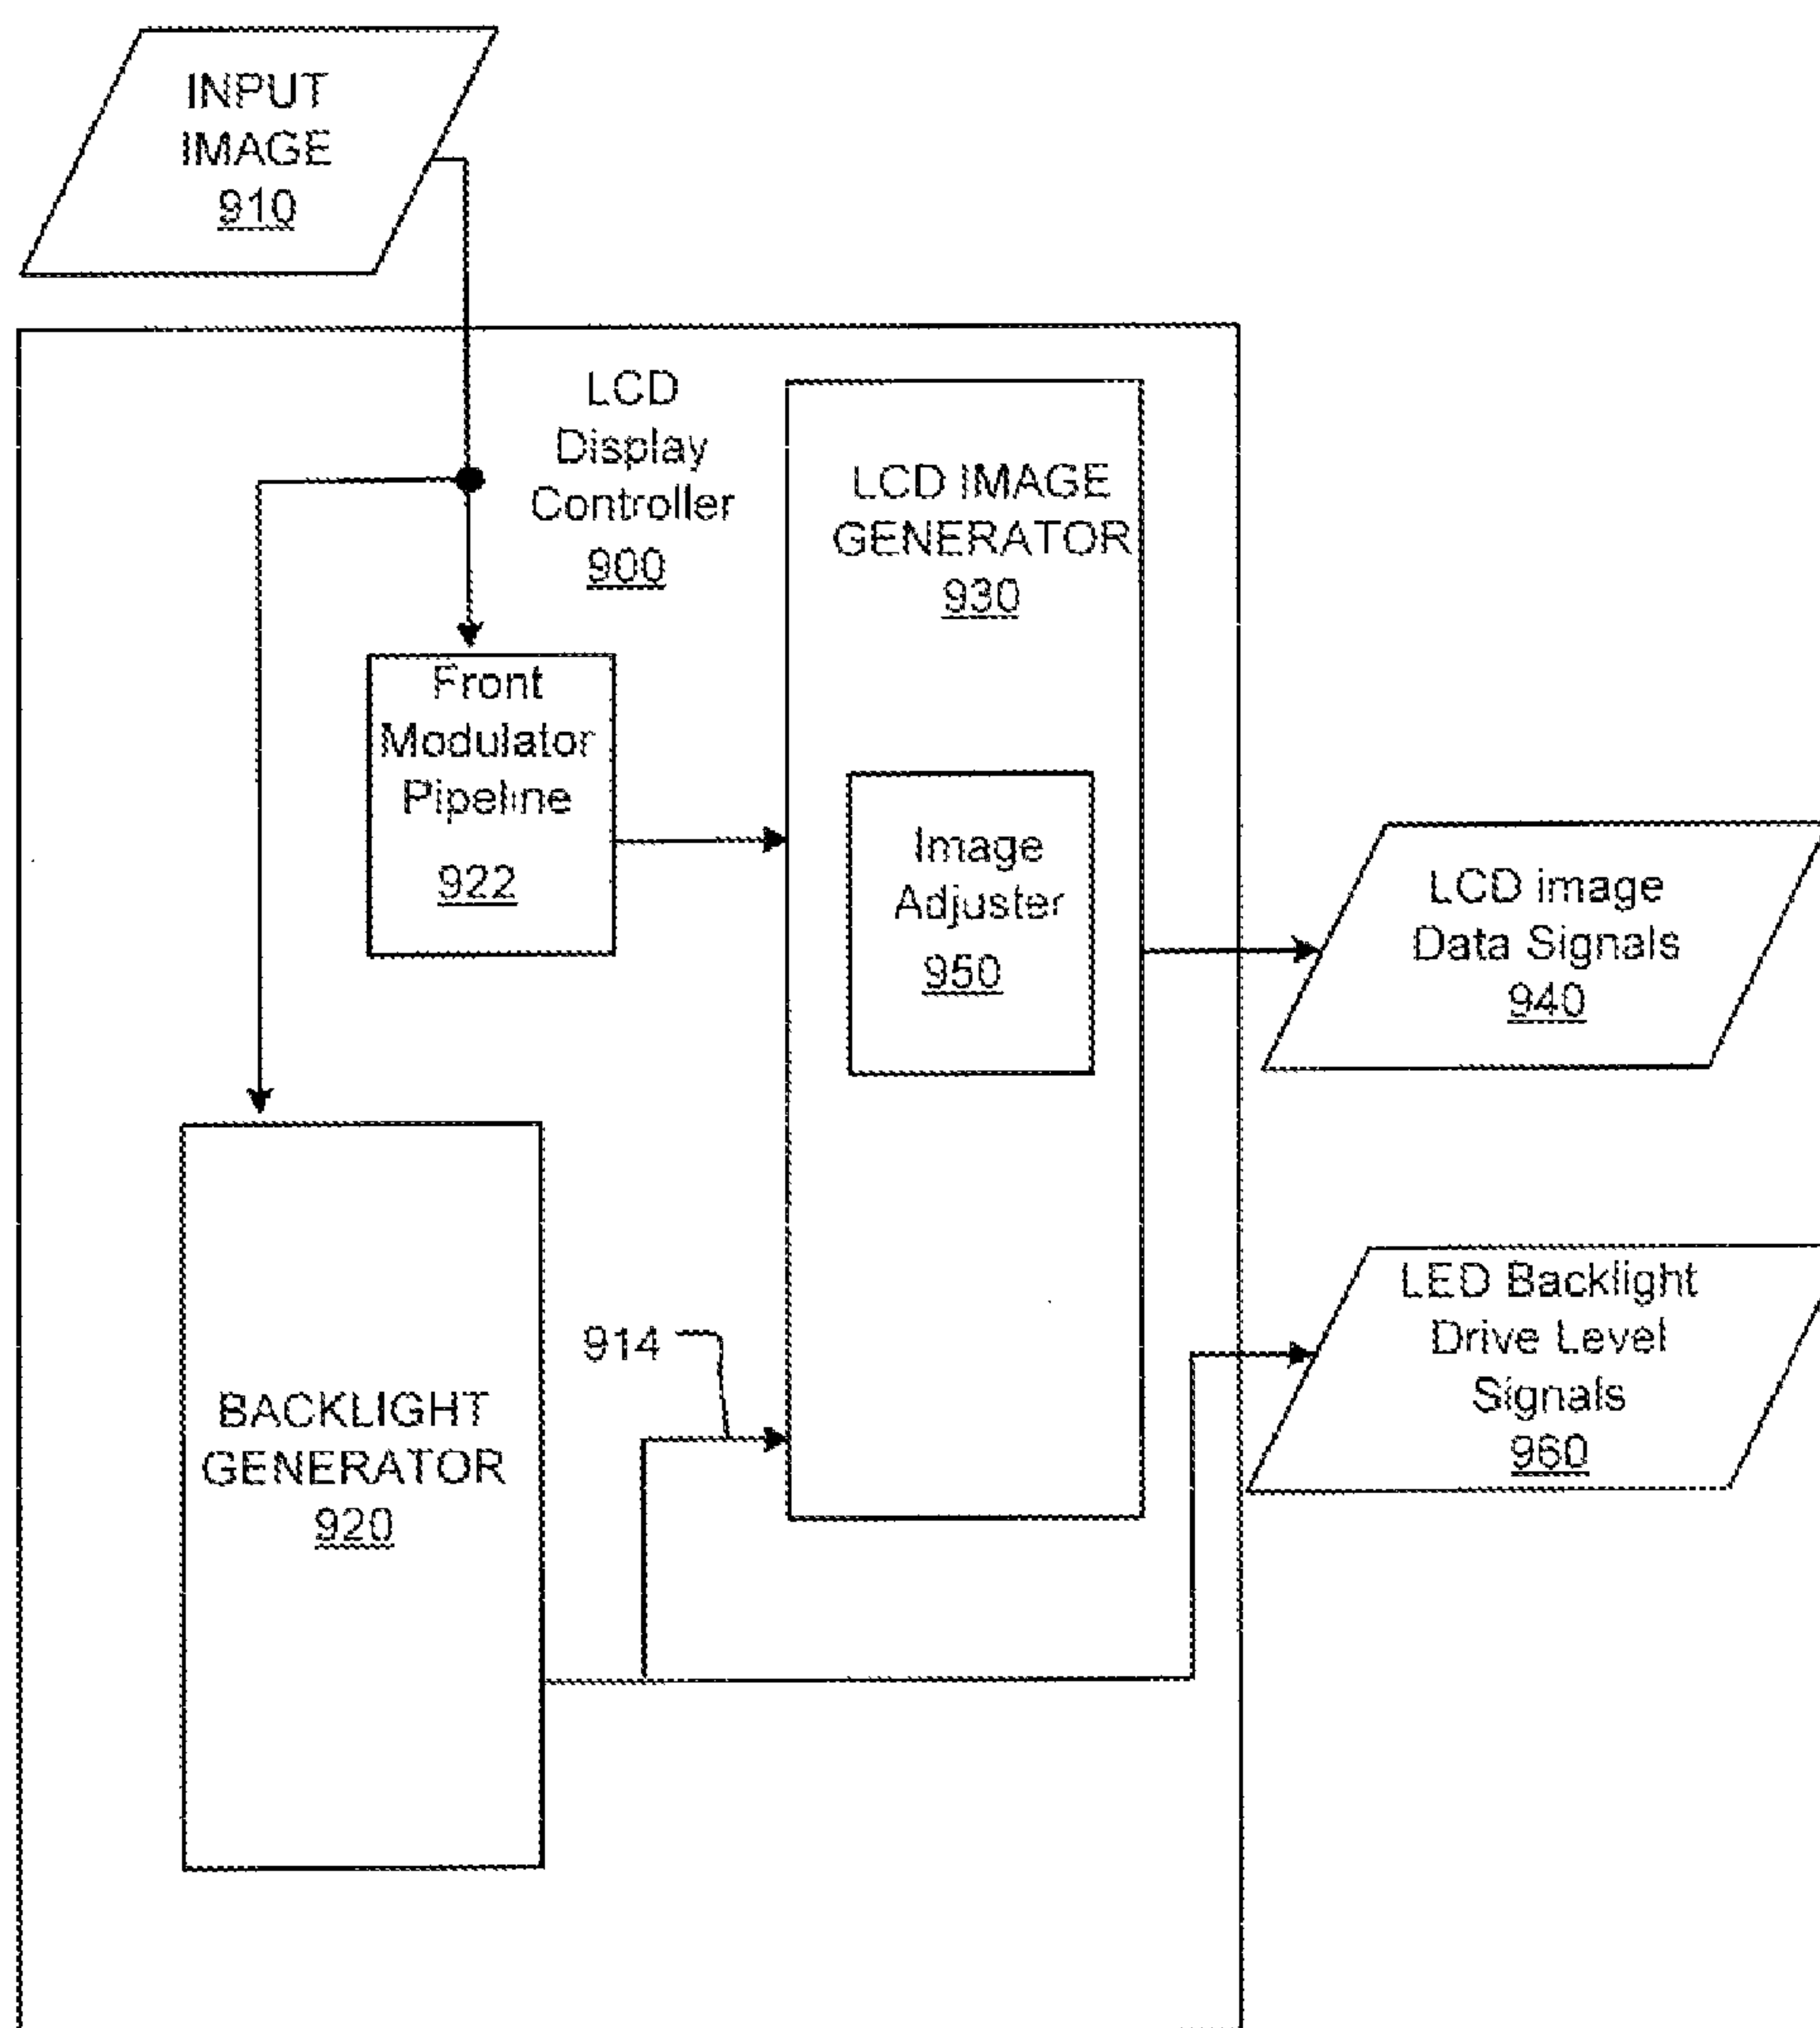 INPUT
IMAGE
910
LCD
Display
Controller
900
LCD IMAGE
GENERATOR
930
Front
Modulator
Pipeline
922
Image
Adjuster
950
LCD image
Data Signals
940
LED Backlight
Drive Level
Signals
960
914
BACKLIGHT
GENERATOR
920